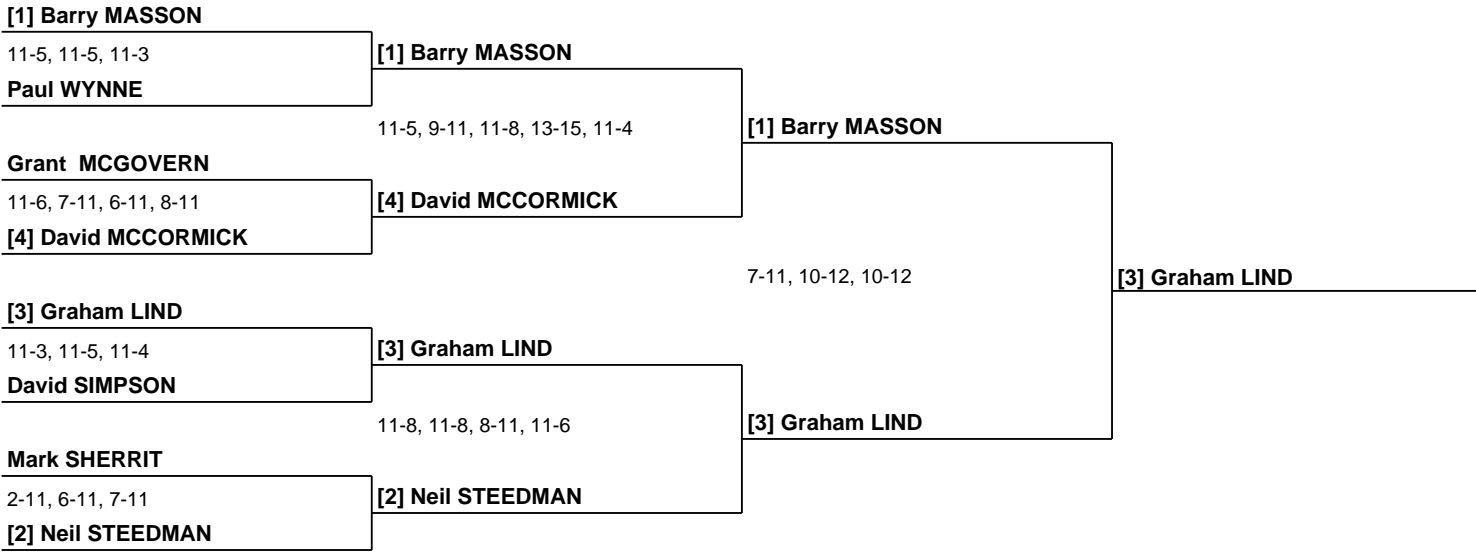 [1] Barry MASSON
11-5, 11-5, 11-3
[1] Barry MASSON
Paul WYNNE
11-5, 9-11, 11-8, 13-15, 11-4
[1] Barry MASSON
Grant  MCGOVERN
11-6, 7-11, 6-11, 8-11
[4] David MCCORMICK
[4] David MCCORMICK
7-11, 10-12, 10-12
[3] Graham LIND
[3] Graham LIND
11-3, 11-5, 11-4
[3] Graham LIND
David SIMPSON
11-8, 11-8, 8-11, 11-6
[3] Graham LIND
Mark SHERRIT
2-11, 6-11, 7-11
[2] Neil STEEDMAN
[2] Neil STEEDMAN